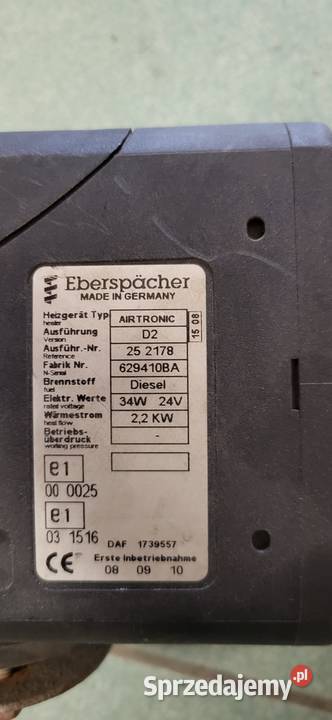 Eberspächer
MADE IN GERMANY
Heizgerät Typ AIRTRONIC
heater
Ausführung D2
Version
15 08
Ausführ.-Nr. 25 2178
Reference
Fabrik Nr. 629410BA
N-Serial
Brennstoff Diesel
fuel
Elektr. Werte 34W 24V
rated voltage
Wärmestrom 2,2 KW
heat flow
Betriebs- -
überdruck
working pressure
e1
00 0025
e1
03 1516
DAF 1739557
CE Erste Inbetriebnahme
08 09 10
Sprzedajemy.pl